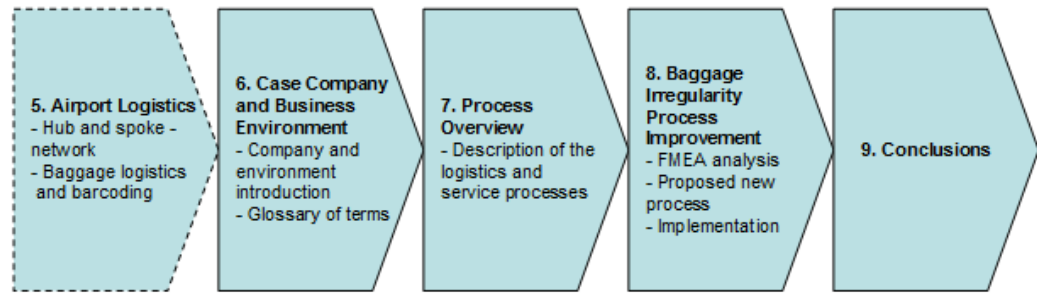 5. Airport Logistics
- Hub and spoke -
network
- Baggage logistics
and barcoding
6. Case Company
and Business
Environment
- Company and
environment
introduction
- Glossary of terms
7. Process
Overview
- Description of the
logistics and
service processes
8. Baggage
Irregularity
Process
Improvement
- FMEA analysis
- Proposed new
process
- Implementation
9. Conclusions